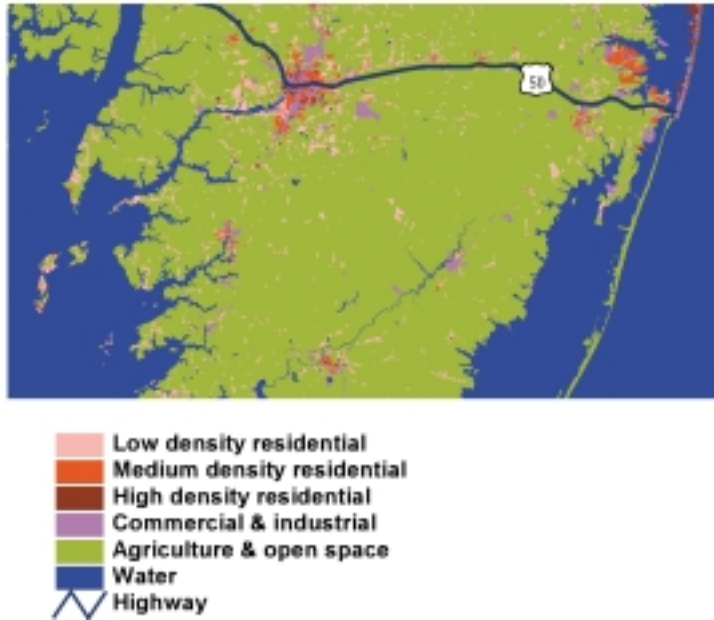 50
Low density residential
Medium density residential
High density residential
Commercial & industrial
Agriculture & open space
Water
Highway